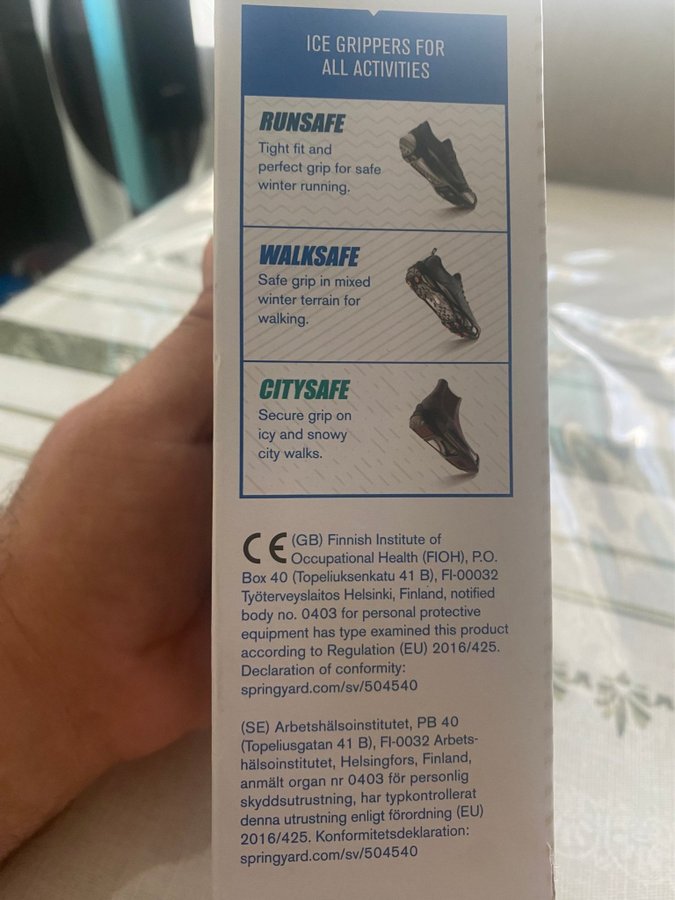 ICE GRIPPERS FOR
ALL ACTIVITIES
RUNSAFE
Tight fit and
perfect grip for safe
winter running.
WALKSAFE
Safe grip in mixed
winter terrain for
walking.
CITYSAFE
Secure grip on
icy and snowy
city walks.
CE (GB) Finnish Institute of
Occupational Health (FIOH), P.O.
Box 40 (Topeliuksenkatu 41 B), FI-00032
Työterveyslaitos Helsinki, Finland, notified
body no. 0403 for personal protective
equipment has type examined this product
according to Regulation (EU) 2016/425.
Declaration of conformity:
springyard.com/sv/504540
(SE) Arbetshälsoinstitutet, PB 40
(Topeliusgatan 41 B), FI-0032 Arbets-
hälsoinstitutet, Helsingfors, Finland,
anmält organ nr 0403 för personlig
skyddsutrustning, har typkontrollerat
denna utrustning enligt förordning (EU)
2016/425. Konformitetsdeklaration:
springyard.com/sv/504540